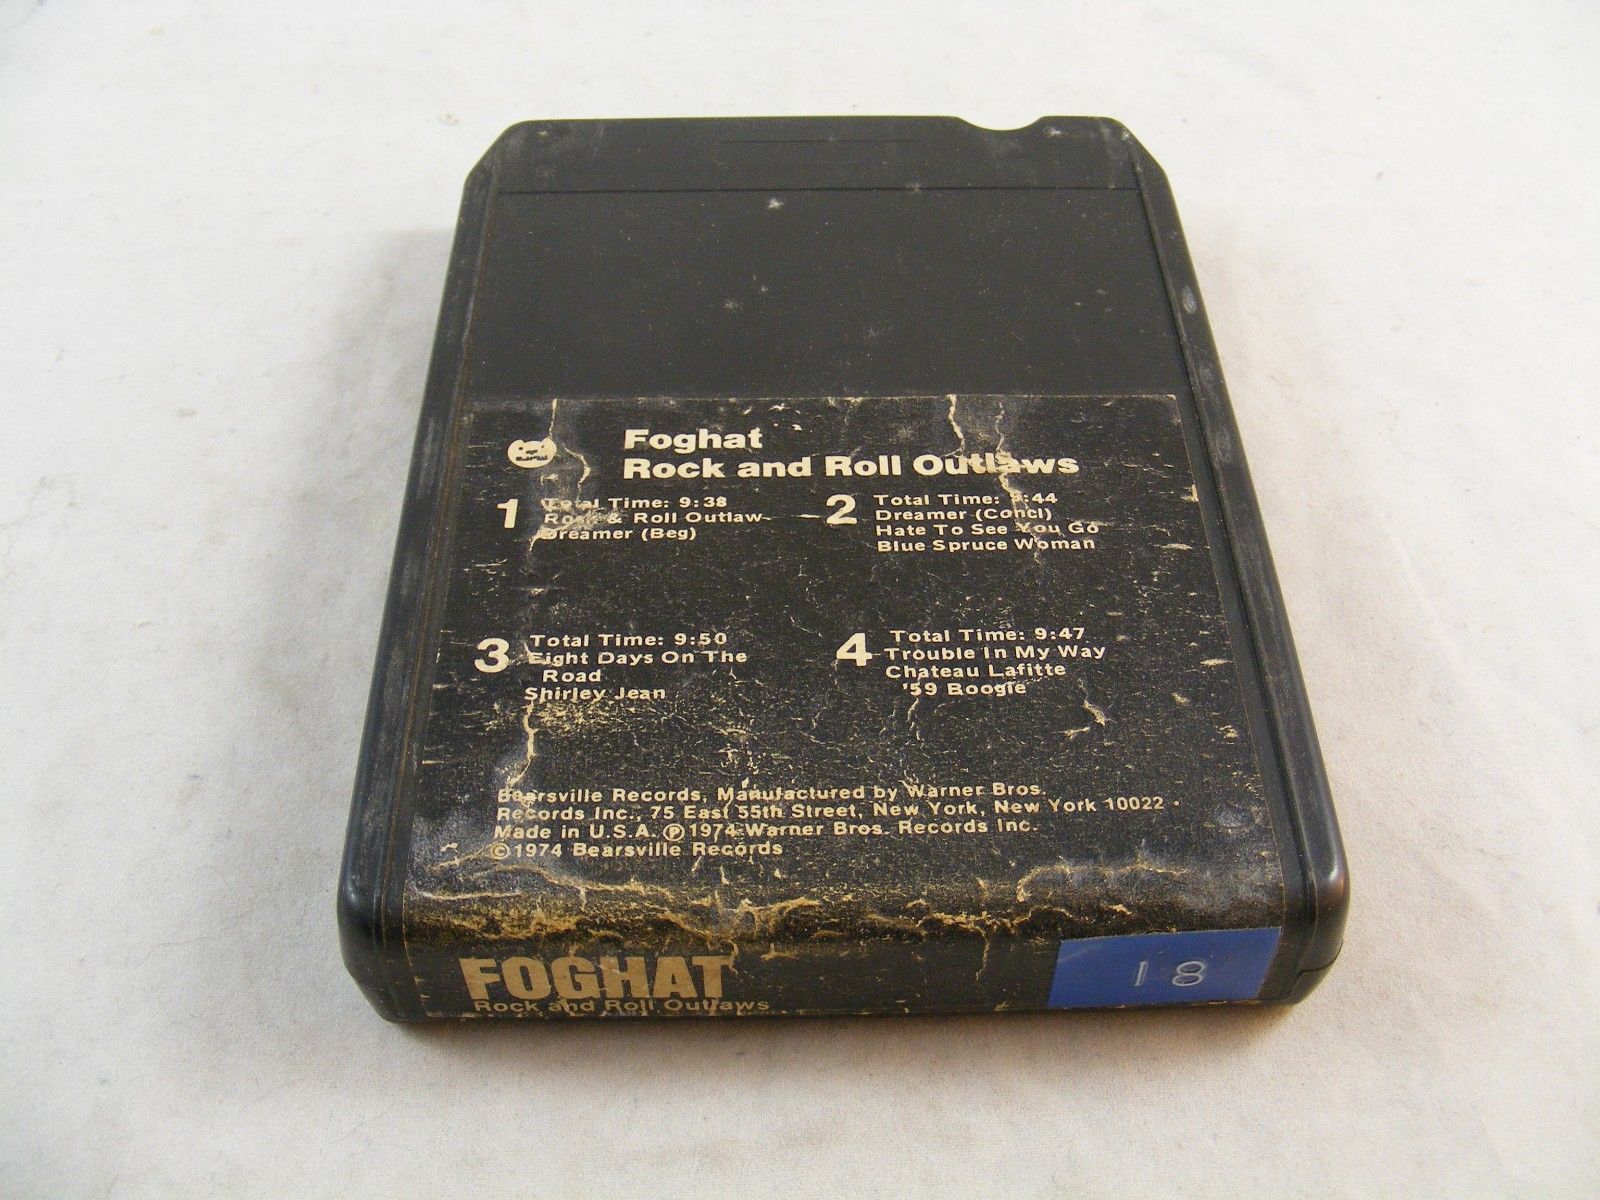 Foghat
Rock and Roll Outlaws
1
Total Time: 9:38
Rock & Roll Outlaw
Dreamer (Beg)
2
Total Time: 9:44
Dreamer (Concl)
Hate To See You Go
Blue Spruce Woman
3
Total Time: 9:50
Eight Days On The
Road
Shirley Jean
4
Total Time: 9:47
Trouble In My Way
Chateau Lafitte
'59 Boogie
Bearsville Records, Manufactured by Warner Bros.
Records Inc., 75 East 55th Street, New York, New York 10022 •
Made in U.S.A. Ⓟ 1974 Warner Bros. Records Inc.
©1974 Bearsville Records
FOGHAT
Rock and Roll Outlaws
18